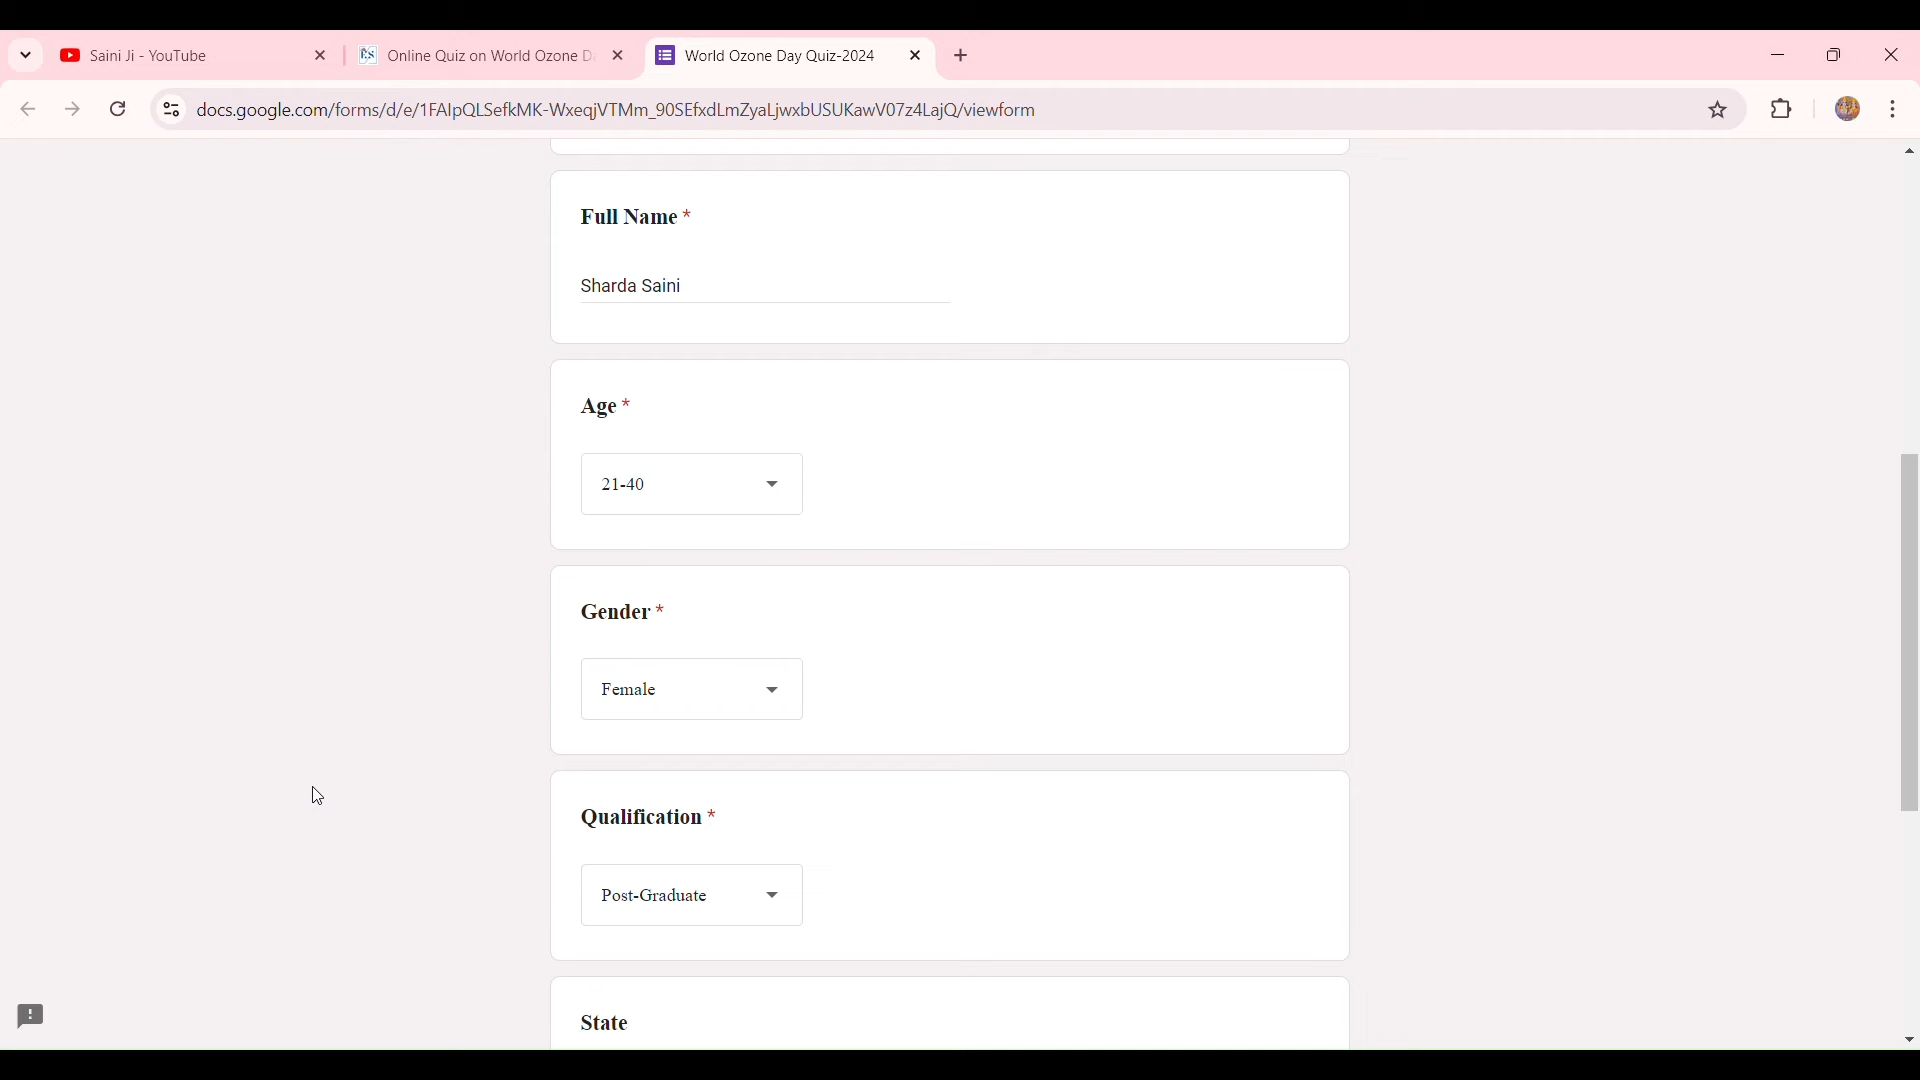 Saini Ji - YouTube
Online Quiz on World Ozone D
World Ozone Day Quiz-2024
docs.google.com/forms/d/e/1FAIpQLSefkMK-WxeqjVTMm_90SEfxdLmZyaLjwxbUSUKawV07z4LajQ/viewform
Full Name *
Sharda Saini
Age *
21-40
Gender *
Female
Qualification *
Post-Graduate
State